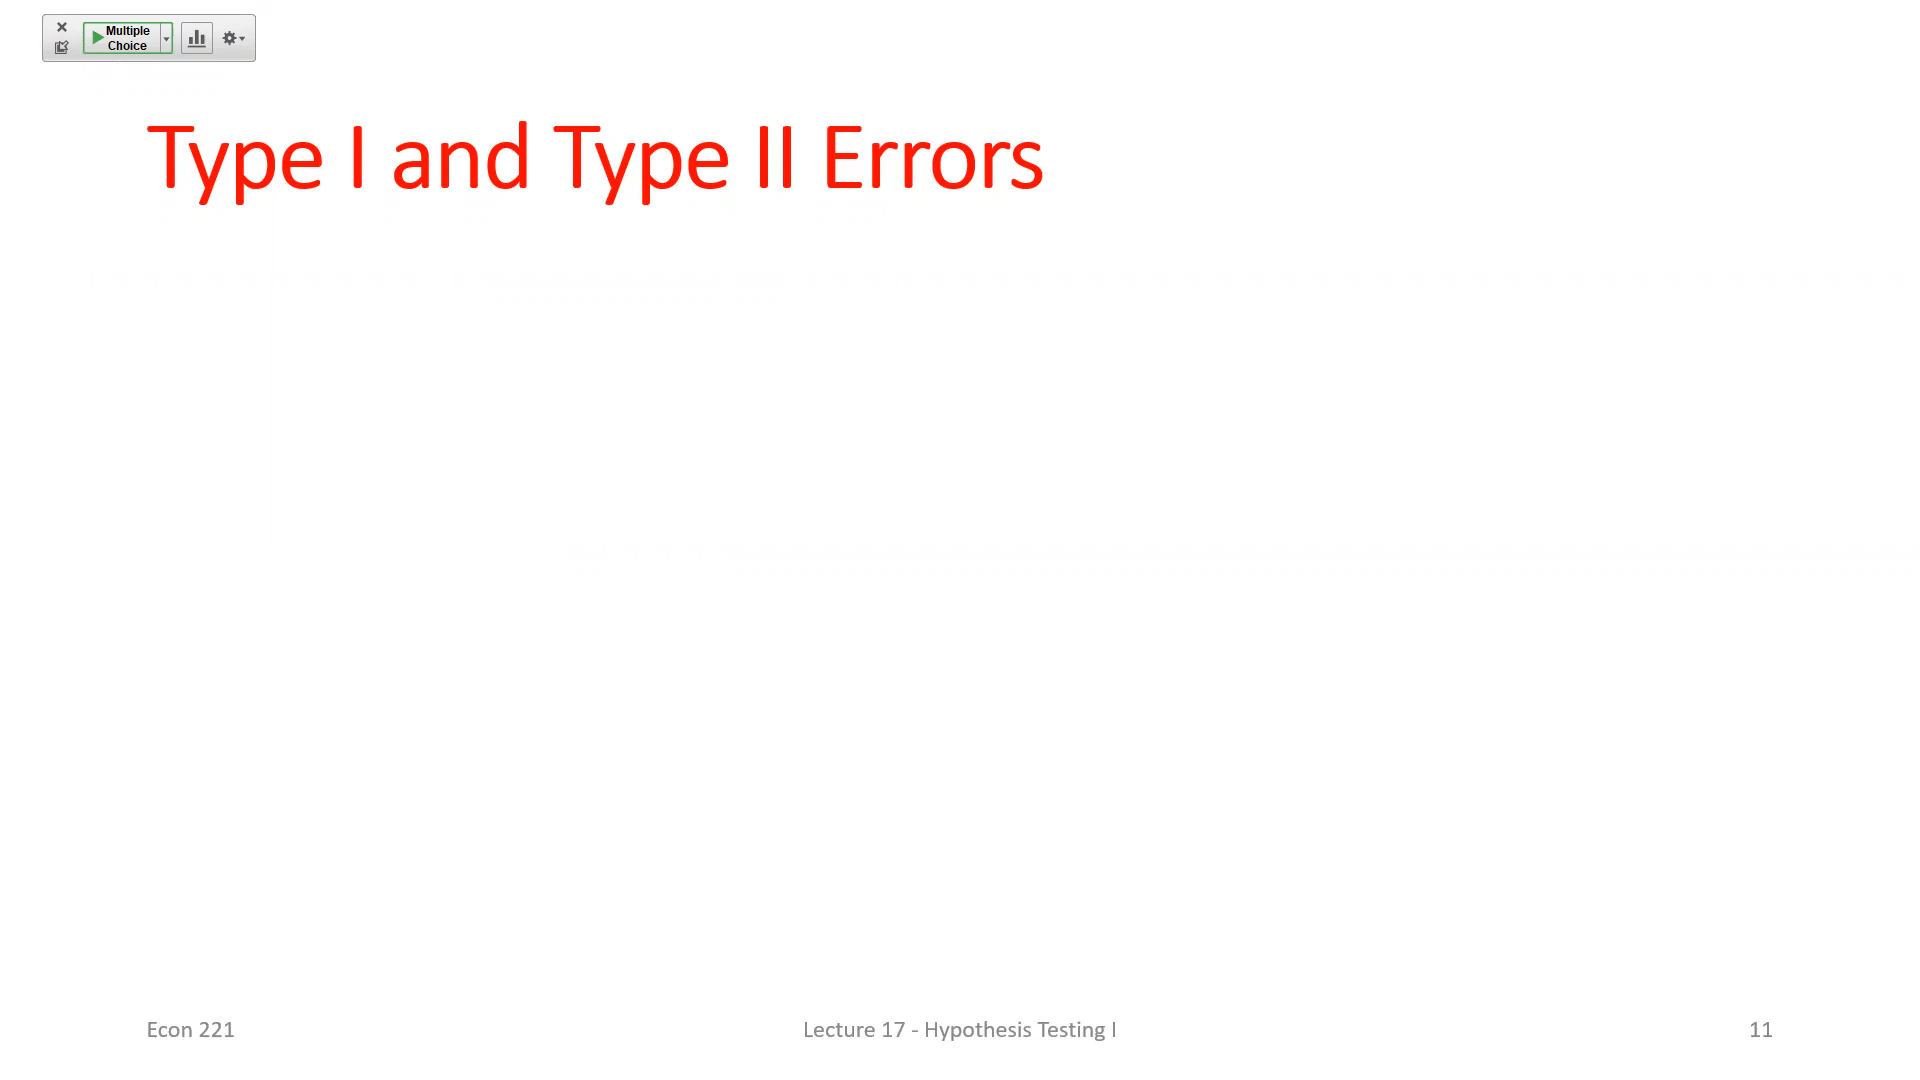 Multiple
Choice
Type I and Type II Errors
Econ 221
Lecture 17 - Hypothesis Testing I
11